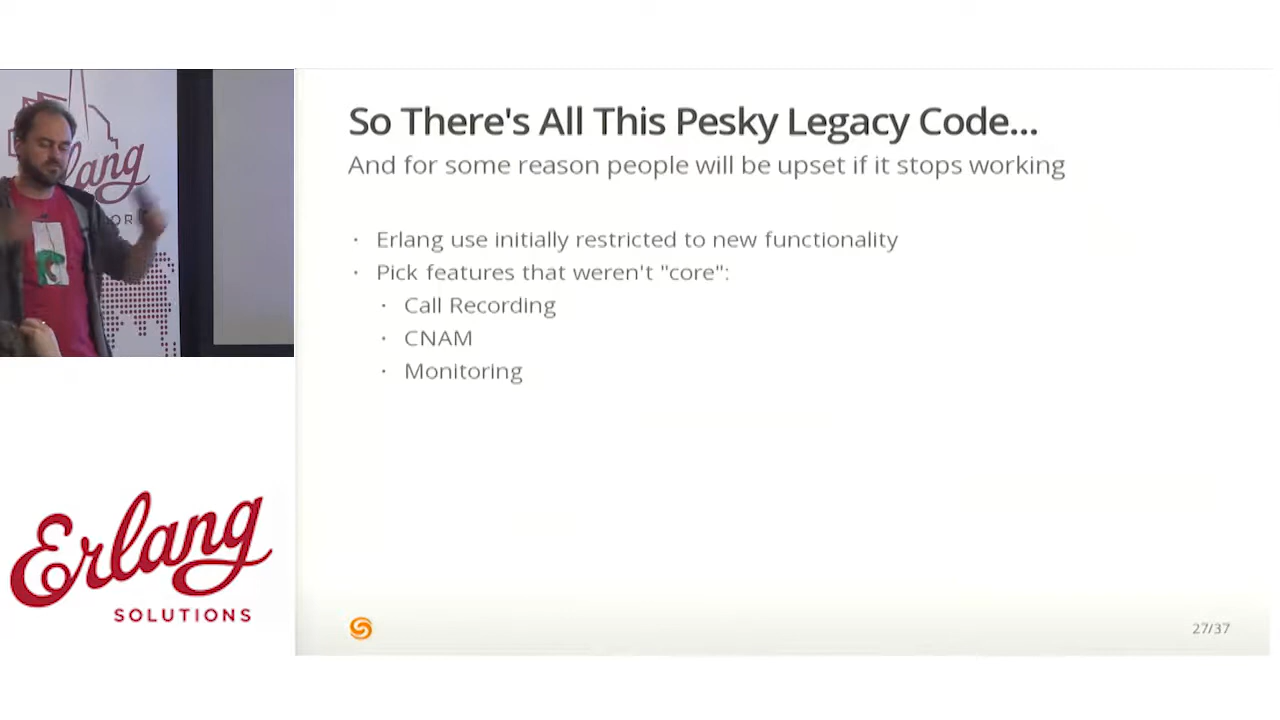 So There's All This Pesky Legacy Code...
And for some reason people will be upset if it stops working
· Erlang use initially restricted to new functionality
· Pick features that weren't "core":
· Call Recording
· CNAM
· Monitoring
27/37
lang
OR
Erlang
SOLUTIONS